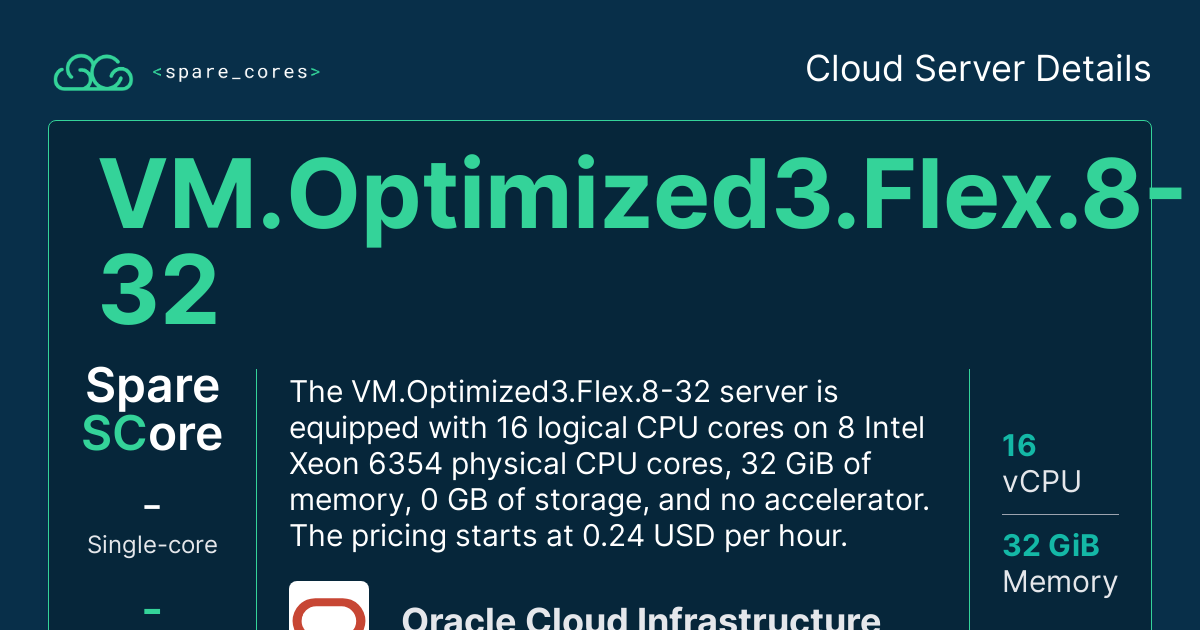 <spare_cores>
Cloud Server Details
VM.Optimized3.Flex.8-
32
Spare
SCore
–
Single-core
–
The VM.Optimized3.Flex.8-32 server is
equipped with 16 logical CPU cores on 8 Intel
Xeon 6354 physical CPU cores, 32 GiB of
memory, 0 GB of storage, and no accelerator.
The pricing starts at 0.24 USD per hour.
Oracle Cloud Infrastructure
16
vCPU
32 GiB
Memory